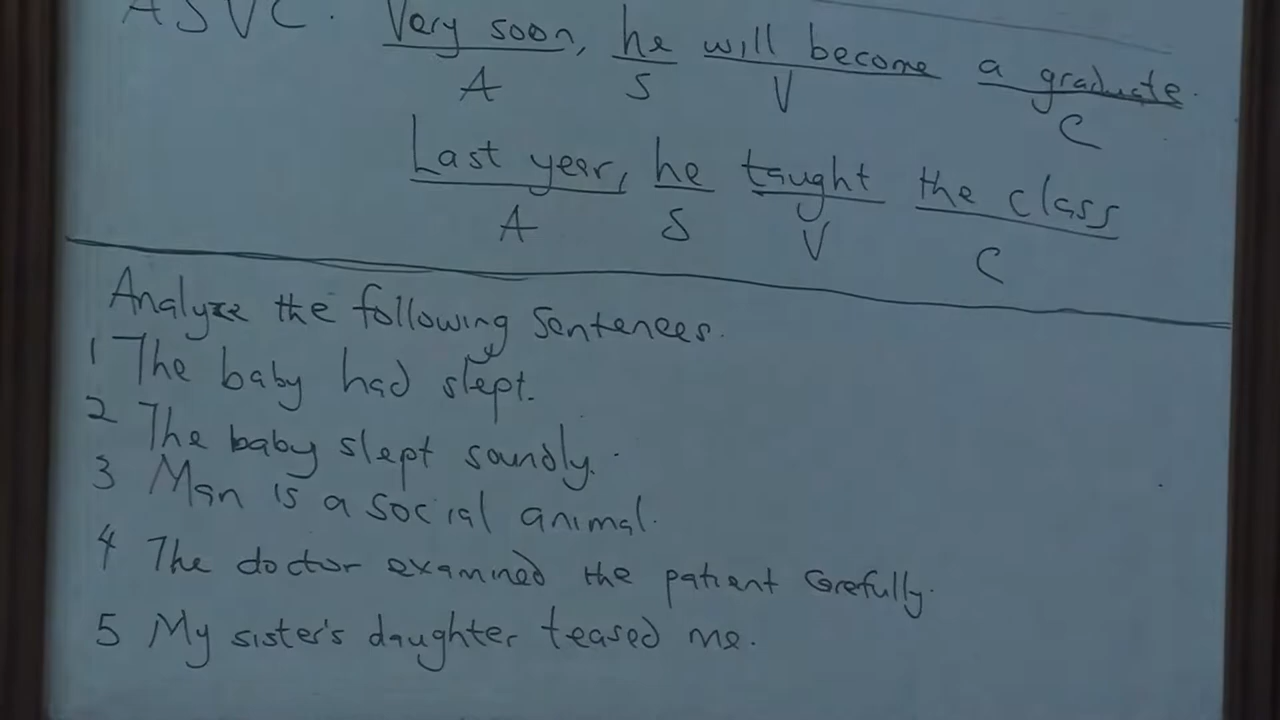 ASVC. Very soon, he will become a graduate.
A S V C
Last year, he taught the class
A S V C
Analyze the following sentences.
1 The baby had slept.
2 The baby slept soundly.
3 Man is a social animal.
4 The doctor examined the patient carefully.
5 My sister's daughter teased me.